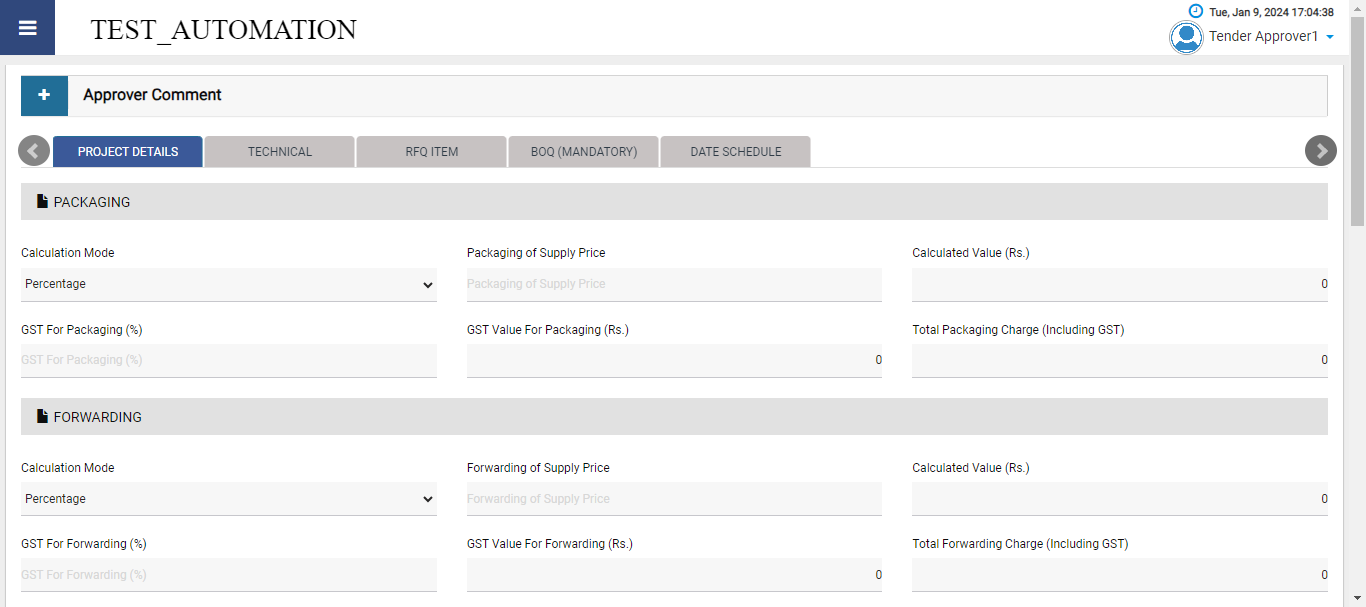 Tue, Jan 9, 2024 17:04:38
TEST_AUTOMATION
Tender Approver1
+ Approver Comment
PROJECT DETAILS TECHNICAL RFQ ITEM BOQ (MANDATORY) DATE SCHEDULE
PACKAGING
Calculation Mode Packaging of Supply Price Calculated Value (Rs.)
Percentage Packaging of Supply Price 0
GST For Packaging (%) GST Value For Packaging (Rs.) Total Packaging Charge (Including GST)
GST For Packaging (%) 0 0
FORWARDING
Calculation Mode Forwarding of Supply Price Calculated Value (Rs.)
Percentage Forwarding of Supply Price 0
GST For Forwarding (%) GST Value For Forwarding (Rs.) Total Forwarding Charge (Including GST)
GST For Forwarding (%) 0 0